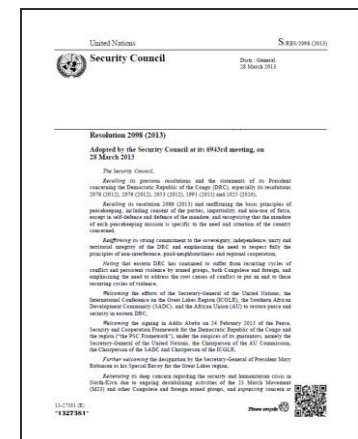 United Nations S/RES/2098 (2013)
Security Council
Distr.: General
28 March 2013
Resolution 2098 (2013)
Adopted by the Security Council at its 6943rd meeting, on
28 March 2013
The Security Council,
Recalling its previous resolutions and the statements of its President
concerning the Democratic Republic of the Congo (DRC), especially its resolutions
2076 (2012), 2078 (2012), 2053 (2012), 1991 (2011) and 1925 (2010),
Recalling its resolution 2086 (2013) and reaffirming the basic principles of
peacekeeping, including consent of the parties, impartiality, and non-use of force,
except in self-defence and defence of the mandate, and recognizing that the mandate
of each peacekeeping mission is specific to the need and situation of the country
concerned,
Reaffirming its strong commitment to the sovereignty, independence, unity and
territorial integrity of the DRC and emphasizing the need to respect fully the
principles of non-interference, good-neighbourliness and regional cooperation,
Noting that eastern DRC has continued to suffer from recurring cycles of
conflict and persistent violence by armed groups, both Congolese and foreign, and
emphasizing the need to address the root causes of conflict to put an end to these
recurring cycles of violence,
Welcoming the efforts of the Secretary-General of the United Nations, the
International Conference on the Great Lakes Region (ICGLR), the Southern African
Development Community (SADC), and the African Union (AU) to restore peace and
security in eastern DRC,
Welcoming the signing in Addis Ababa on 24 February 2013 of the Peace,
Security and Cooperation Framework for the Democratic Republic of the Congo and
the region (“the PSC Framework”), under the auspices of its guarantors, namely the
Secretary-General of the United Nations, the Chairperson of the AU Commission,
the Chairperson of the SADC and Chairperson of the ICGLR,
Further welcoming the designation by the Secretary-General of President Mary
Robinson as his Special Envoy for the Great Lakes region,
Reiterating its deep concern regarding the security and humanitarian crisis in
North-Kivu due to ongoing destabilizing activities of the 23 March Movement
(M23) and other Congolese and foreign armed groups, and expressing concern at
13-27381 (E)
*1327381*
Please recycle